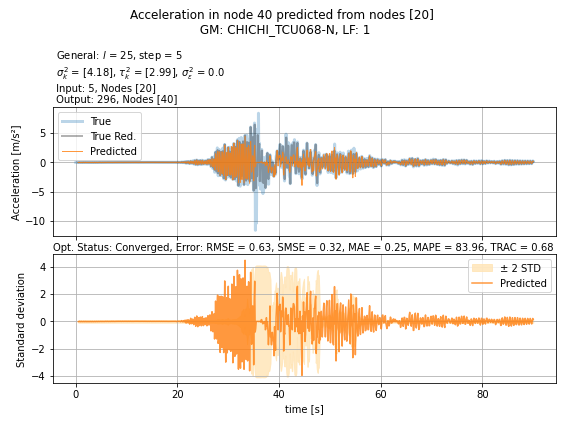 Acceleration in node 40 predicted from nodes [20]
GM: CHICHI_TCU068-N, LF: 1
General: l = 25, step = 5
σ²ₖ = [4.18], τ²ₖ = [2.99], σ²ε = 0.0
Input: 5, Nodes [20]
Output: 296, Nodes [40]
Acceleration [m/s²]
5
0
−5
−10
True
True Red.
Predicted
Opt. Status: Converged, Error: RMSE = 0.63, SMSE = 0.32, MAE = 0.25, MAPE = 83.96, TRAC = 0.68
Standard deviation
4
2
0
−2
−4
± 2 STD
Predicted
0 20 40 60 80
time [s]